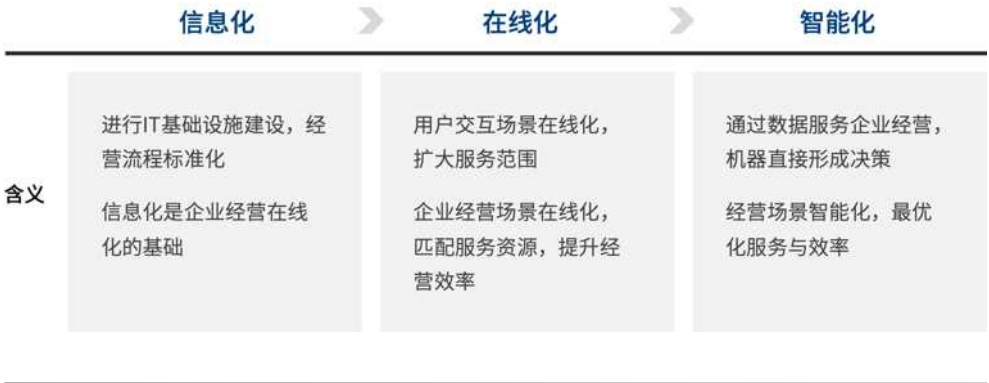 信息化
在线化
智能化
含义
进行IT基础设施建设，经
营流程标准化
信息化是企业经营在线
化的基础
用户交互场景在线化，
扩大服务范围
企业经营场景在线化，
匹配服务资源，提升经
营效率
通过数据服务企业经营，
机器直接形成决策
经营场景智能化，最优
化服务与效率